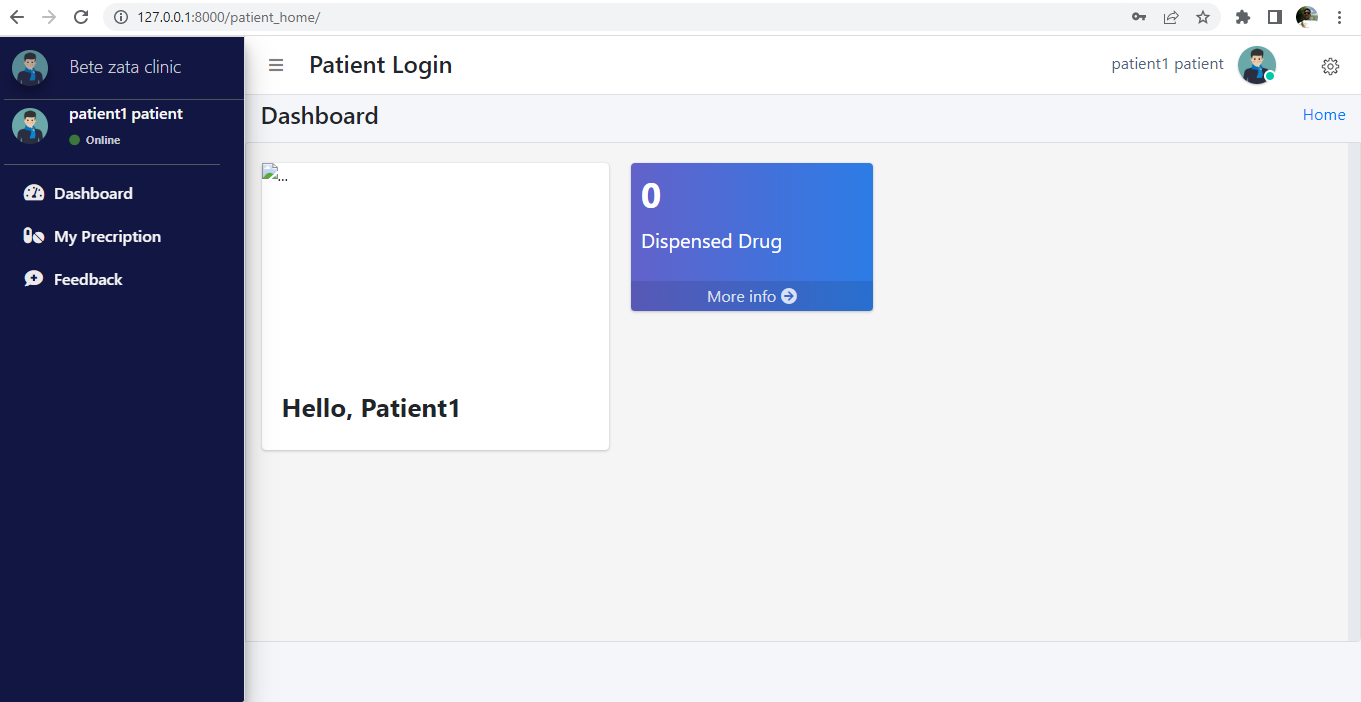 127.0.0.1:8000/patient_home/
Bete zata clinic
patient1 patient
Online
Dashboard
My Precription
Feedback
Patient Login
patient1 patient
Dashboard
Home
...
Hello, Patient1
0
Dispensed Drug
More info